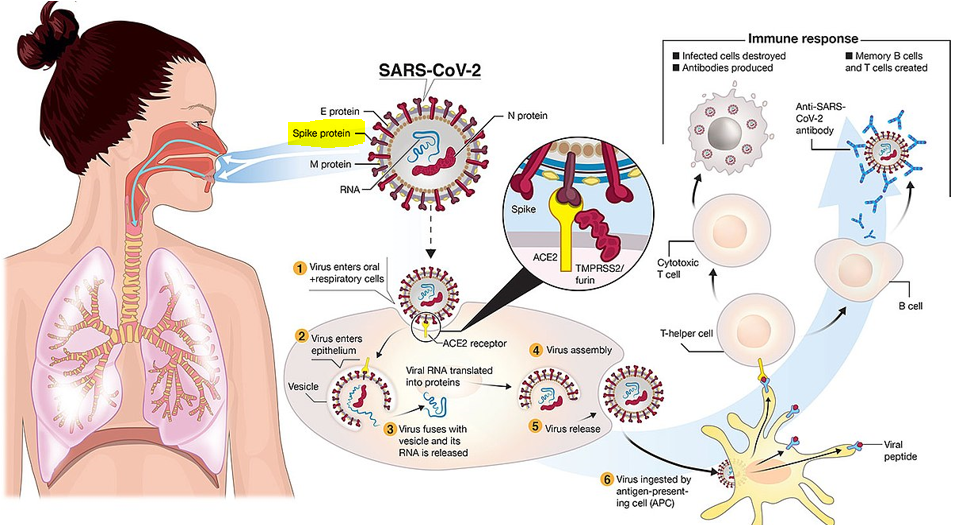 SARS-CoV-2
E protein
Spike protein
M protein
RNA
N protein
Spike
ACE2
TMPRSS2/
furin
1 Virus enters oral
+respiratory cells
ACE2 receptor
2 Virus enters
epithelium
Vesicle
Viral RNA translated
into proteins
3 Virus fuses with
vesicle and its
RNA is released
4 Virus assembly
5 Virus release
6 Virus ingested by
antigen-present-
ing cell (APC)
Viral
peptide
T-helper cell
Cytotoxic
T cell
B cell
Immune response
Infected cells destroyed
Antibodies produced
Memory B cells
and T cells created
Anti-SARS-
CoV-2
antibody